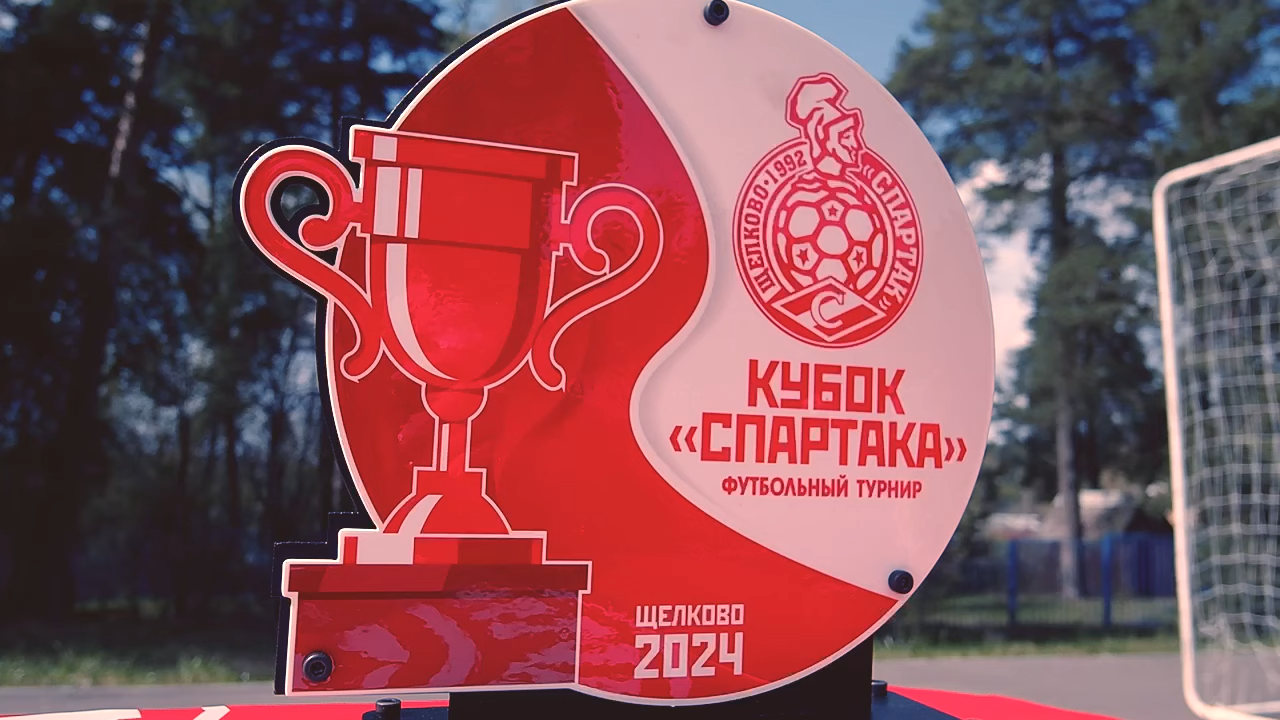 ЩЕЛКОВО·1992
«СПАРТАК»
С
КУБОК
«СПАРТАКА»
ФУТБОЛЬНЫЙ ТУРНИР
ЩЕЛКОВО
2024